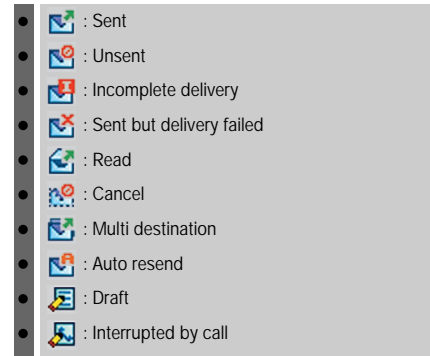 : Sent
: Unsent
: Incomplete delivery
: Sent but delivery failed
: Read
: Cancel
: Multi destination
: Auto resend
: Draft
: Interrupted by call